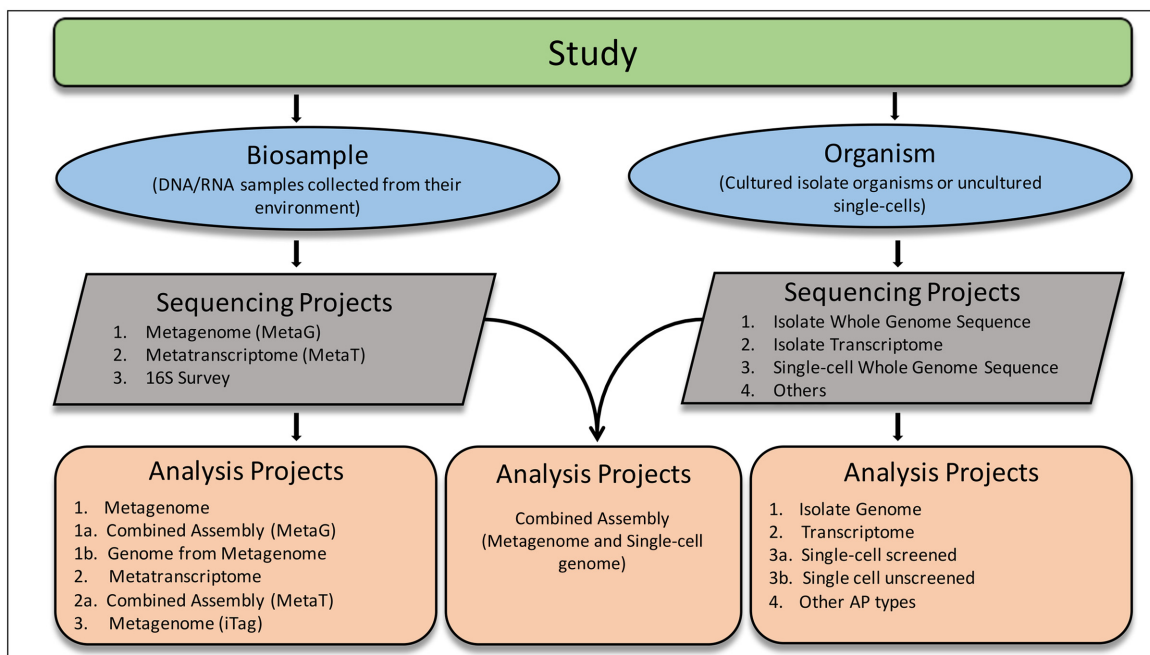 Study
Biosample
(DNA/RNA samples collected from their
environment)
Organism
(Cultured isolate organisms or uncultured
single-cells)
Sequencing Projects
1. Metagenome (MetaG)
2. Metatranscriptome (MetaT)
3. 16S Survey
Sequencing Projects
1. Isolate Whole Genome Sequence
2. Isolate Transcriptome
3. Single-cell Whole Genome Sequence
4. Others
Analysis Projects
1. Metagenome
1a. Combined Assembly (MetaG)
1b. Genome from Metagenome
2. Metatranscriptome
2a. Combined Assembly (MetaT)
3. Metagenome (iTag)
Analysis Projects
Combined Assembly
(Metagenome and Single-cell
genome)
Analysis Projects
1. Isolate Genome
2. Transcriptome
3a. Single-cell screened
3b. Single cell unscreened
4. Other AP types